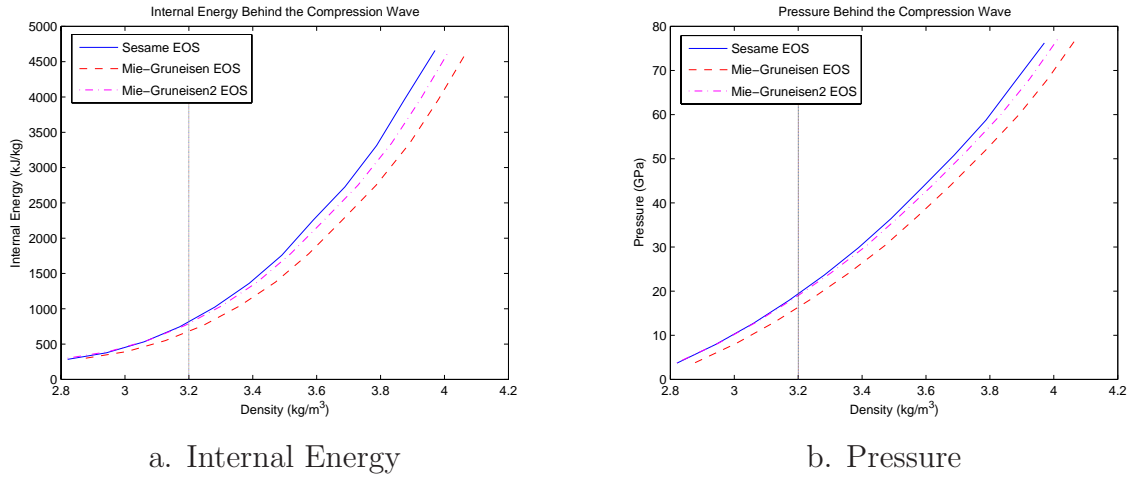 Internal Energy Behind the Compression Wave
5000
4500
4000
3500
3000
2500
2000
1500
1000
500
0
Internal Energy (kJ/kg)
Sesame EOS
Mie−Gruneisen EOS
Mie−Gruneisen2 EOS
2.8 3 3.2 3.4 3.6 3.8 4 4.2
Density (kg/m³)
a. Internal Energy
Pressure Behind the Compression Wave
80
70
60
50
40
30
20
10
0
Pressure (GPa)
Sesame EOS
Mie−Gruneisen EOS
Mie−Gruneisen2 EOS
2.8 3 3.2 3.4 3.6 3.8 4 4.2
Density (kg/m³)
b. Pressure